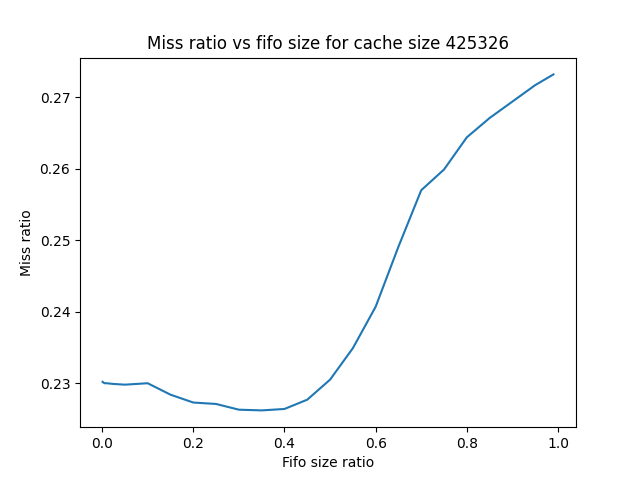 Miss ratio vs fifo size for cache size 425326
0.27
0.26
0.25
0.24
0.23
Miss ratio
0.0 0.2 0.4 0.6 0.8 1.0
Fifo size ratio